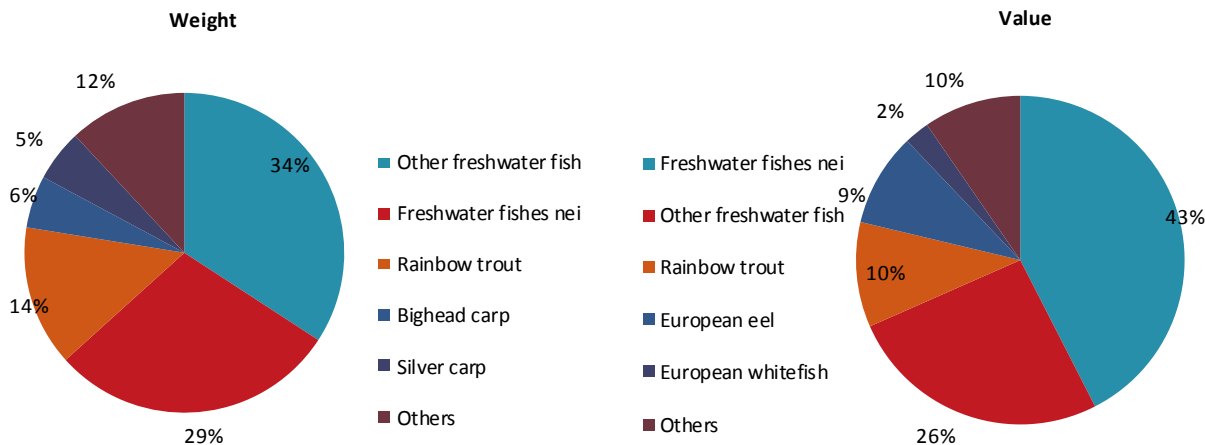 Weight
12%
5%
6%
14%
29%
34%
Other freshwater fish
Freshwater fishes nei
Rainbow trout
Bighead carp
Silver carp
Others
Value
10%
2%
9%
10%
26%
43%
Freshwater fishes nei
Other freshwater fish
Rainbow trout
European eel
European whitefish
Others